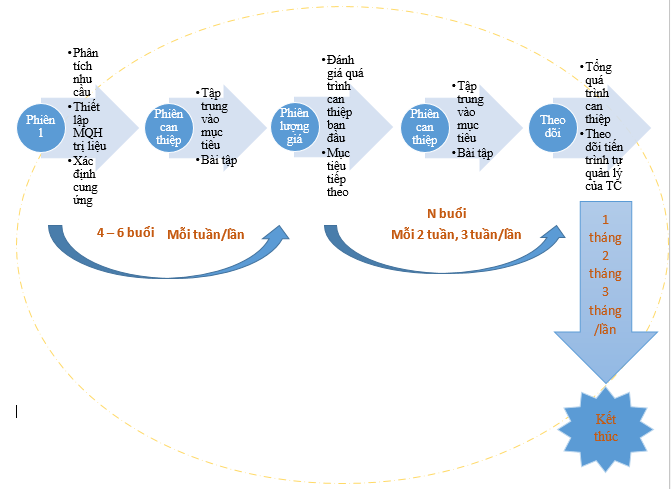 Phiên
1
•Phân
tích
nhu
cầu
•Thiết
lập
MQH
trị liệu
•Xác
định
cung
ứng
Phiên
can
thiệp
•Tập
trung
vào
mục
tiêu
•Bài tập
Phiên
lượng
giá
•Đánh
giá quá
trình
can
thiệp
bạn
đầu
•Mục
tiêu
tiếp
theo
Phiên
can
thiệp
•Tập
trung
vào
mục
tiêu
•Bài tập
Theo
dõi
•Tổng
quá
trình
can
thiệp
•Theo
dõi tiến
trình tự
quản lý
của TC
4 – 6 buổi Mỗi tuần/lần
N buổi
Mỗi 2 tuần, 3 tuần/lần
1
tháng
2
tháng
3
tháng
/lần
Kết
thúc